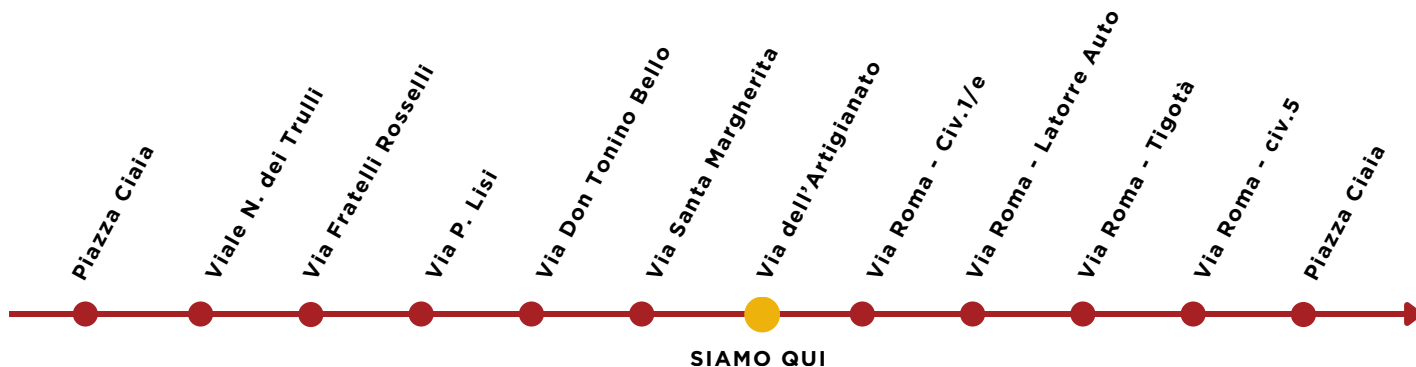 Piazza Ciaia
Viale N. dei Trulli
Via Fratelli Rosselli
Via P. Lisi
Via Don Tonino Bello
Via Santa Margherita
Via dell'Artigianato
Via Roma - Civ.1/e
Via Roma - Latorre Auto
Via Roma - Tigotà
Via Roma - civ.5
Piazza Ciaia
SIAMO QUI